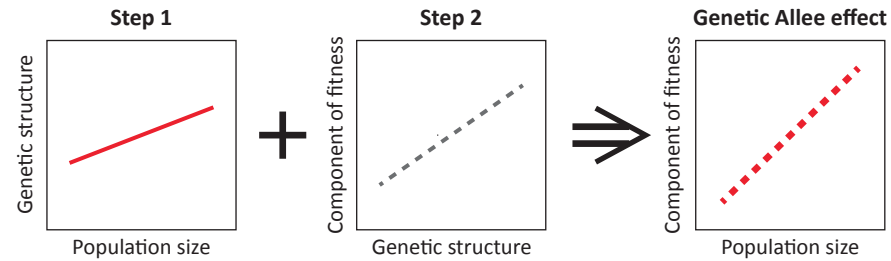 Step 1
Genetic structure
Population size
Step 2
Component of fitness
Genetic structure
Genetic Allee effect
Component of fitness
Population size